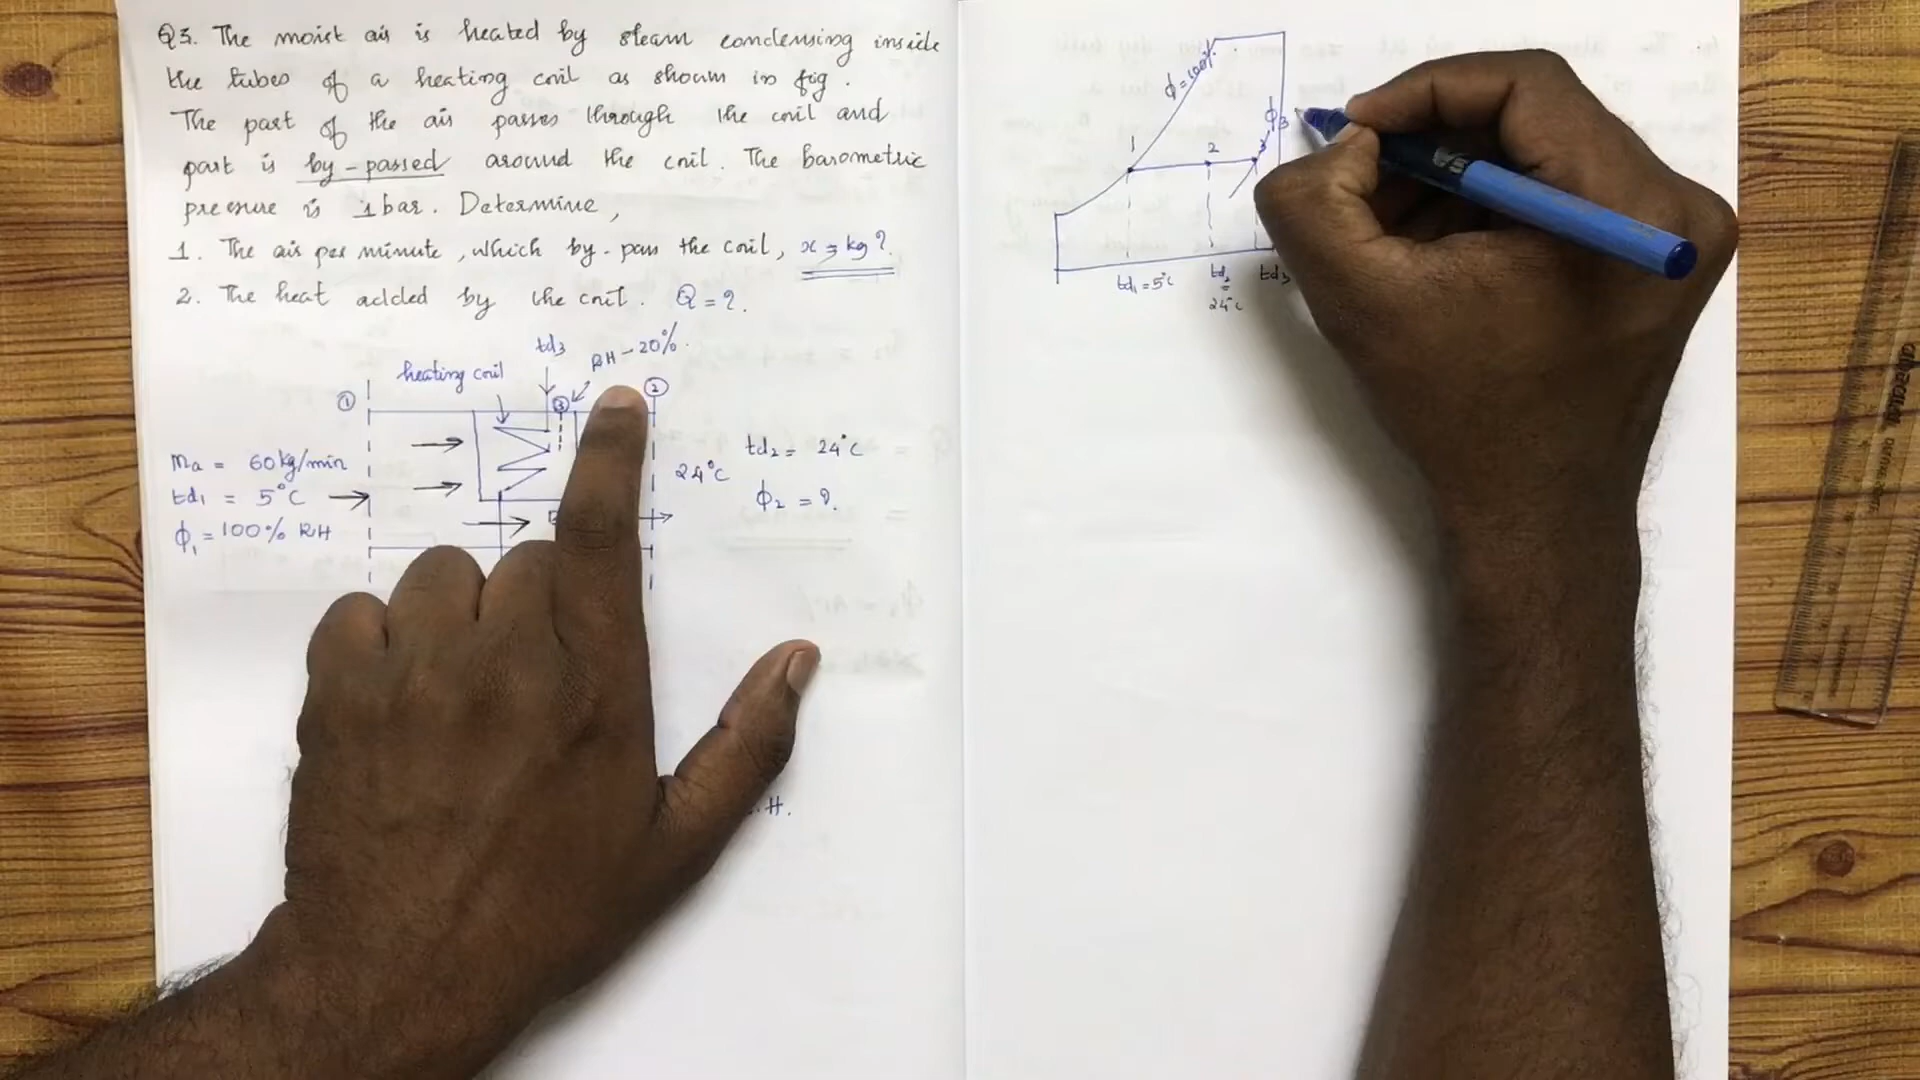 Q3. The moist air is heated by steam condensing inside
the tubes of a heating coil as shown in fig.
The part of the air passes through the coil and
part is by-passed around the coil. The barometric
pressure is 1 bar. Determine,
1. The air per minute, which by-pass the coil, x = kg?
2. The heat added by the coil. Q = ?
td3
RH - 20%.
heating coil
1
3
2
ma = 60 kg/min
td1 = 5°C
ϕ1 = 100% RH
24°C
td2 = 24°C
ϕ2 = ?
.H.
ϕ = 100%
ϕ3
1
2
3
td1 = 5°C
td2
=
24°C
td3